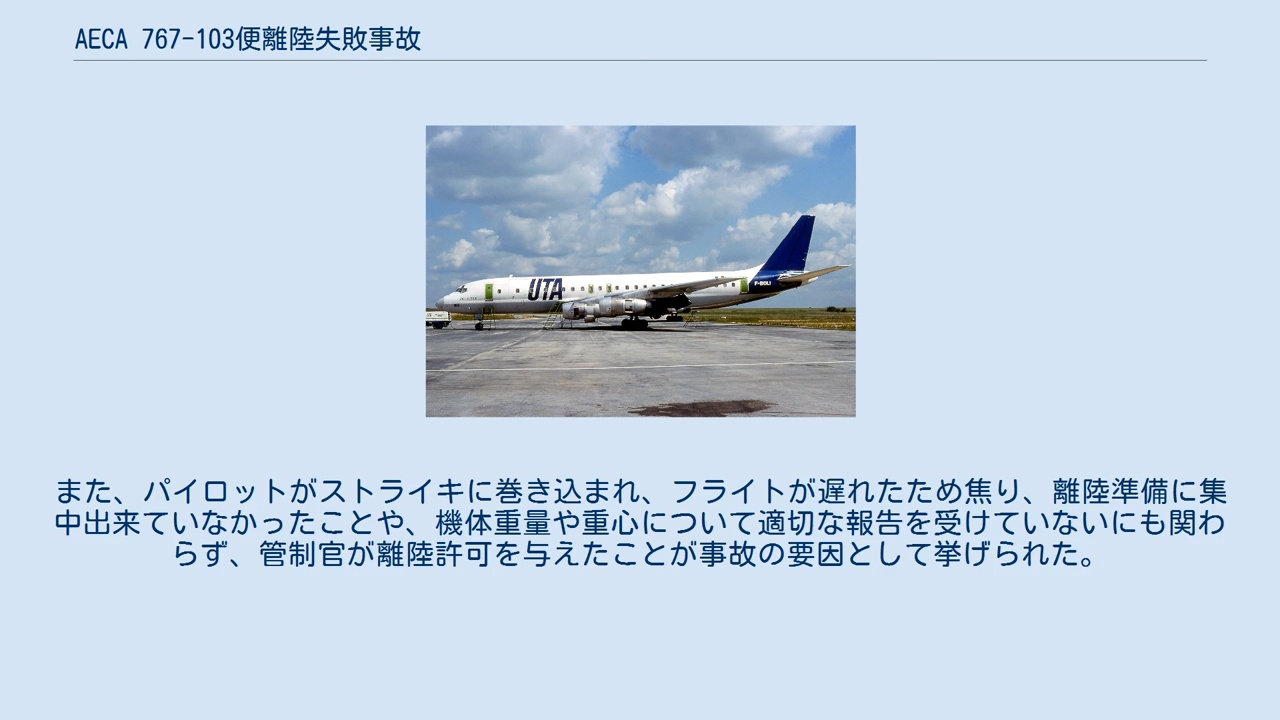 AECA 767-103便離陸失敗事故
UTA
また、パイロットがストライキに巻き込まれ、フライトが遅れたため焦り、離陸準備に集
中出来ていなかったことや、機体重量や重心について適切な報告を受けていないにも関わ
らず、管制官が離陸許可を与えたことが事故の要因として挙げられた。